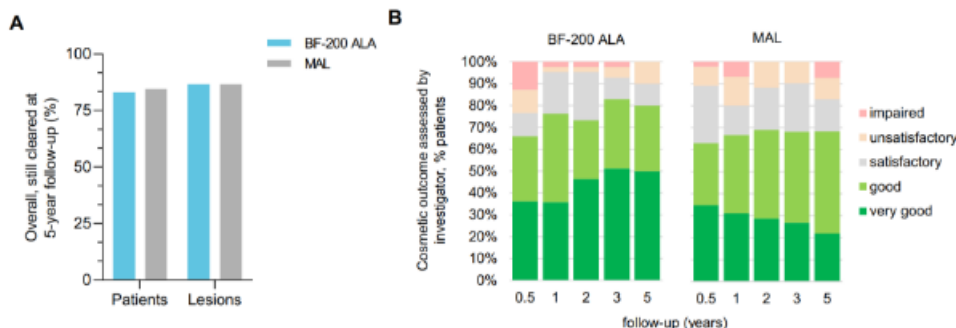 A
BF-200 ALA
MAL
Overall, still cleared at
5-year follow-up (%)
100
75
50
25
0
Patients Lesions
B
BF-200 ALA MAL
Cosmetic outcome assessed by
investigator, % patients
100%
90%
80%
70%
60%
50%
40%
30%
20%
10%
0%
0.5 1 2 3 5 0.5 1 2 3 5
follow-up (years)
impaired
unsatisfactory
satisfactory
good
very good